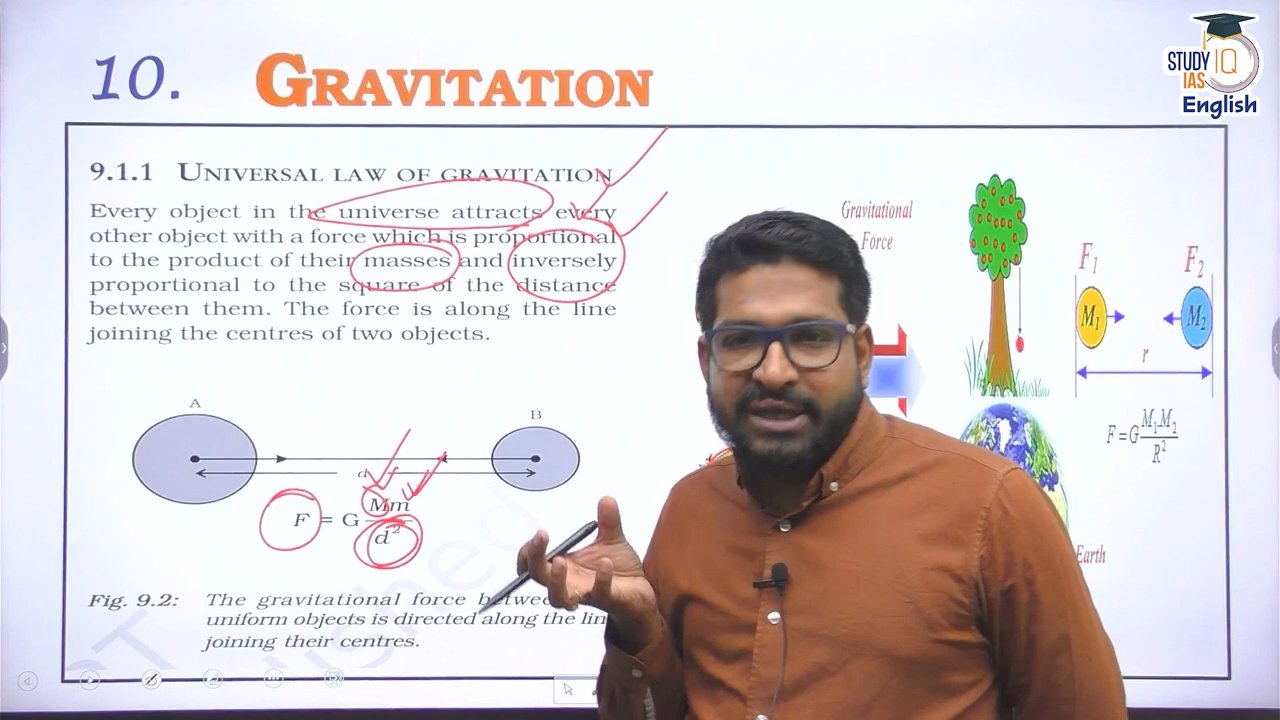 10. GRAVITATION
STUDY IQ
IAS
English
9.1.1 UNIVERSAL LAW OF GRAVITATION
Every object in the universe attracts every
other object with a force which is proportional
to the product of their masses and inversely
proportional to the square of the distance
between them. The force is along the line
joining the centres of two objects.
A
B
d
F = G Mm
d²
Fig. 9.2: The gravitational force
uniform objects is directed along the
joining their centres.
Gravitational
Force
F₁ F₂
M₁ M₂
r
F=G M₁.M₂
R²
Earth